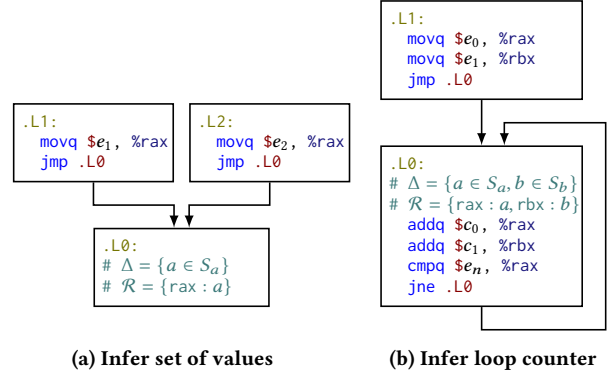 .L1:
movq $e₁, %rax
jmp .L0
.L2:
movq $e₂, %rax
jmp .L0
.L0:
# Δ = {a ∈ Sₐ}
# ℛ = {rax : a}
(a) Infer set of values
.L1:
movq $e₀, %rax
movq $e₁, %rbx
jmp .L0
.L0:
# Δ = {a ∈ Sₐ, b ∈ S_b}
# ℛ = {rax : a, rbx : b}
addq $c₀, %rax
addq $c₁, %rbx
cmpq $eₙ, %rax
jne .L0
(b) Infer loop counter